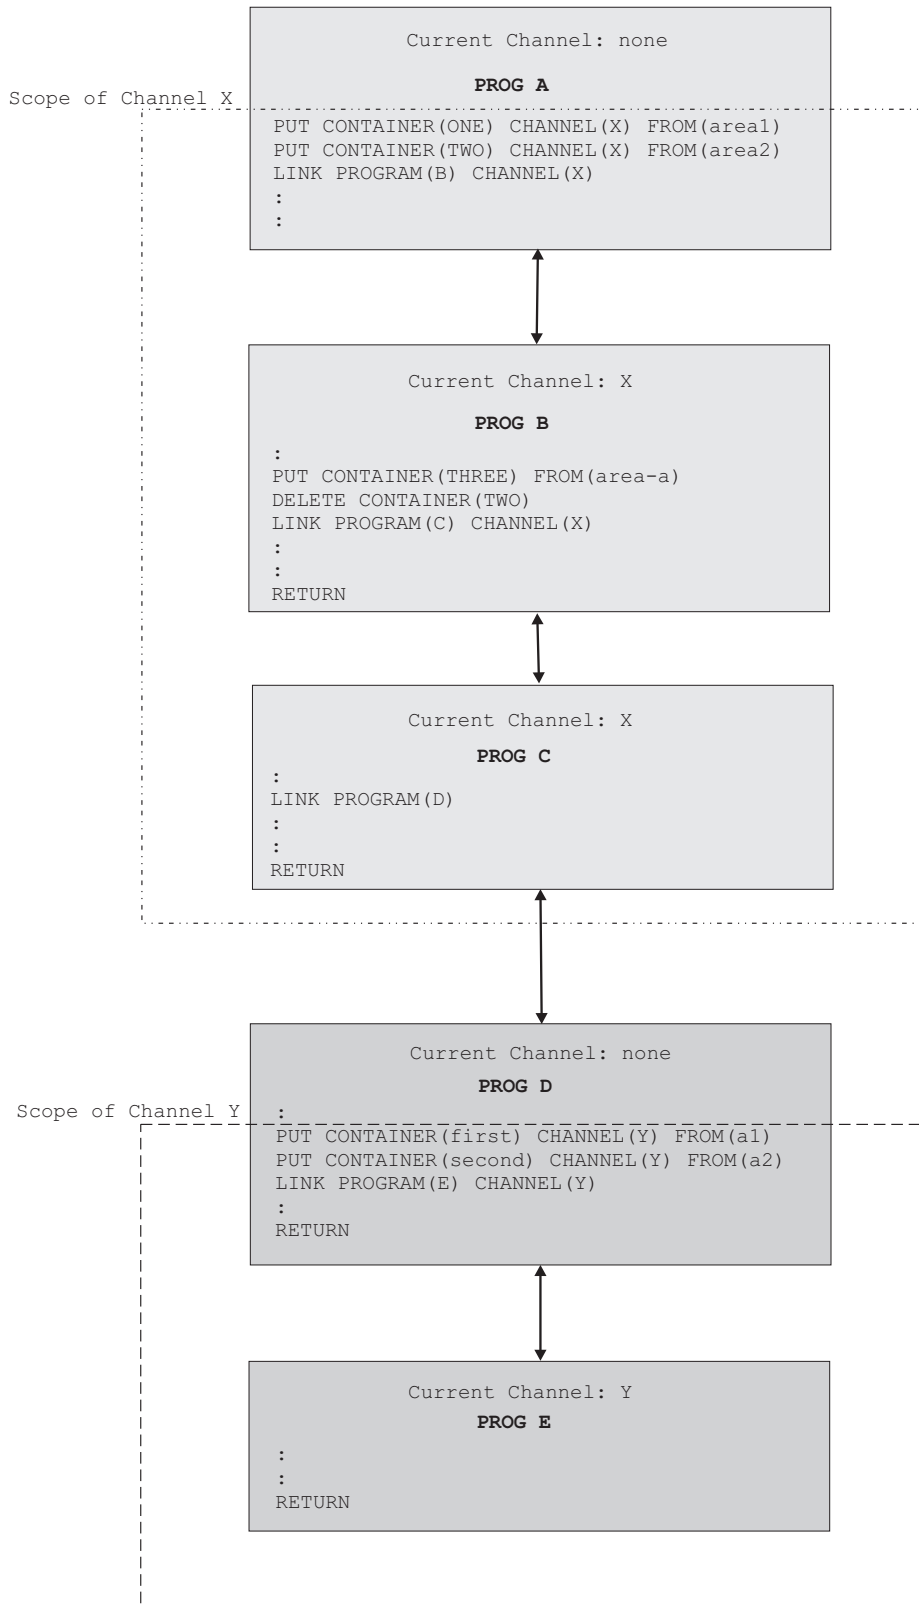 Current Channel: none
PROG A
Scope of Channel X
PUT CONTAINER(ONE) CHANNEL(X) FROM(area1)
PUT CONTAINER(TWO) CHANNEL(X) FROM(area2)
LINK PROGRAM(B) CHANNEL(X)
:
:
Current Channel: X
PROG B
:
PUT CONTAINER(THREE) FROM(area-a)
DELETE CONTAINER(TWO)
LINK PROGRAM(C) CHANNEL(X)
:
:
RETURN
Current Channel: X
PROG C
:
LINK PROGRAM(D)
:
:
RETURN
Current Channel: none
PROG D
Scope of Channel Y
:
PUT CONTAINER(first) CHANNEL(Y) FROM(a1)
PUT CONTAINER(second) CHANNEL(Y) FROM(a2)
LINK PROGRAM(E) CHANNEL(Y)
:
RETURN
Current Channel: Y
PROG E
:
:
RETURN